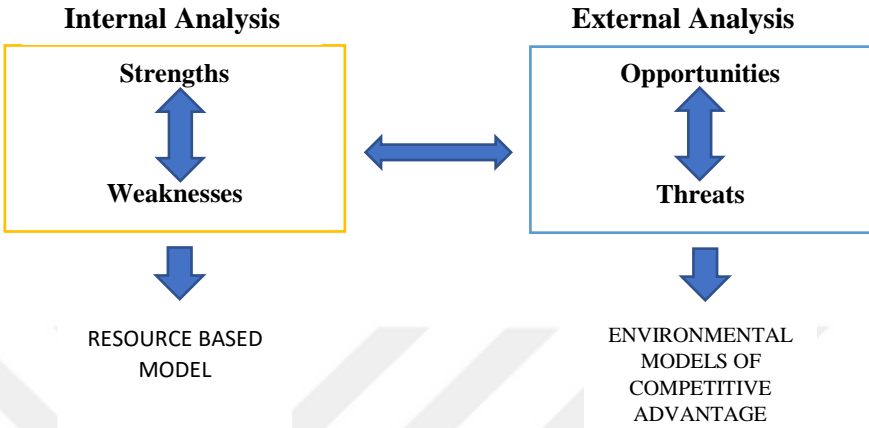 Internal Analysis
Strengths
Weaknesses
RESOURCE BASED
MODEL
External Analysis
Opportunities
Threats
ENVIRONMENTAL
MODELS OF
COMPETITIVE
ADVANTAGE